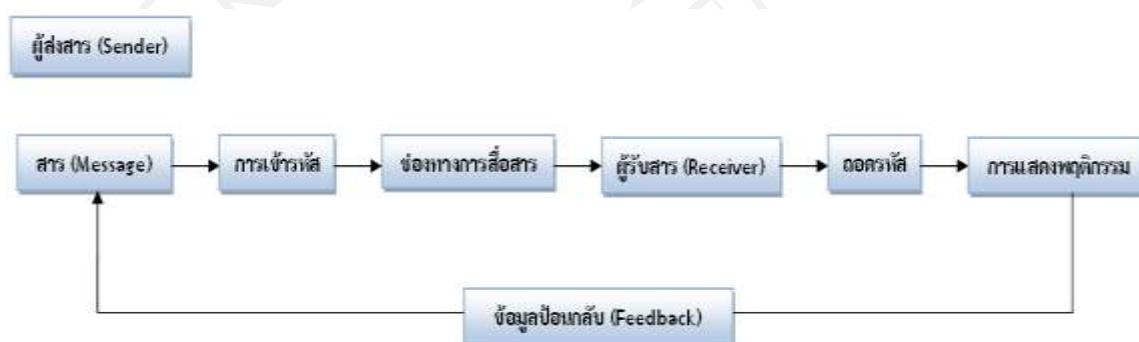 ผู้ส่งสาร (Sender)
สาร (Message)
การเข้ารหัส
ช่องทางการสื่อสาร
ผู้รับสาร (Receiver)
ถอดรหัส
การแสดงพฤติกรรม
ข้อมูลป้อนกลับ (Feedback)